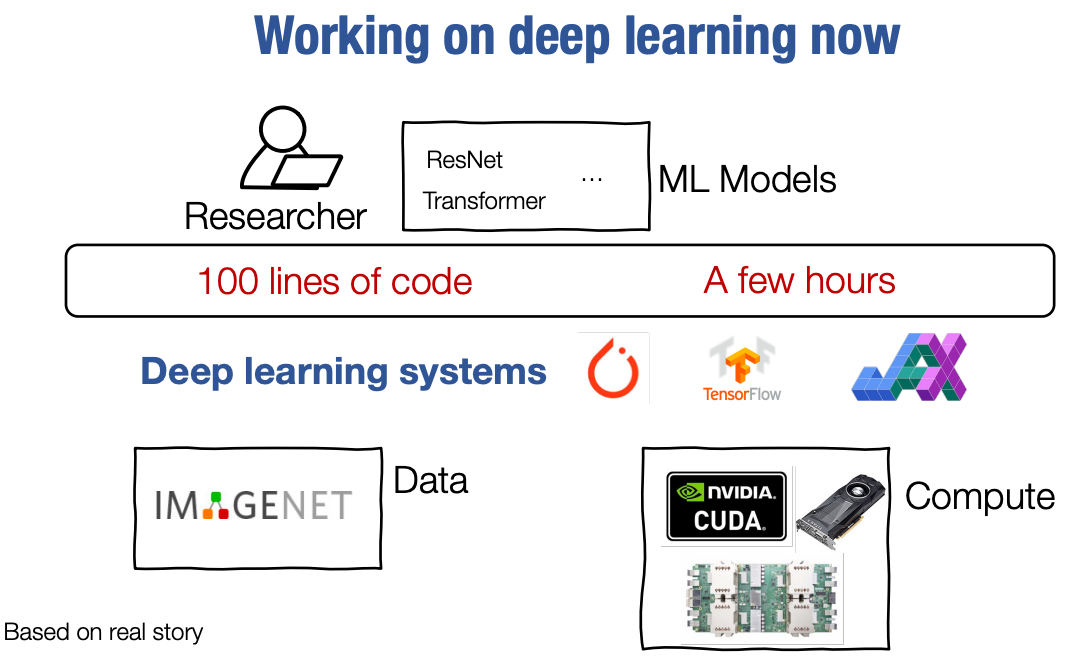 Working on deep learning now
ResNet
...
Transformer
ML Models
Researcher
100 lines of code
A few hours
Deep learning systems
TensorFlow
JAX
IMAGENET
Data
NVIDIA.
CUDA.
Compute
Based on real story